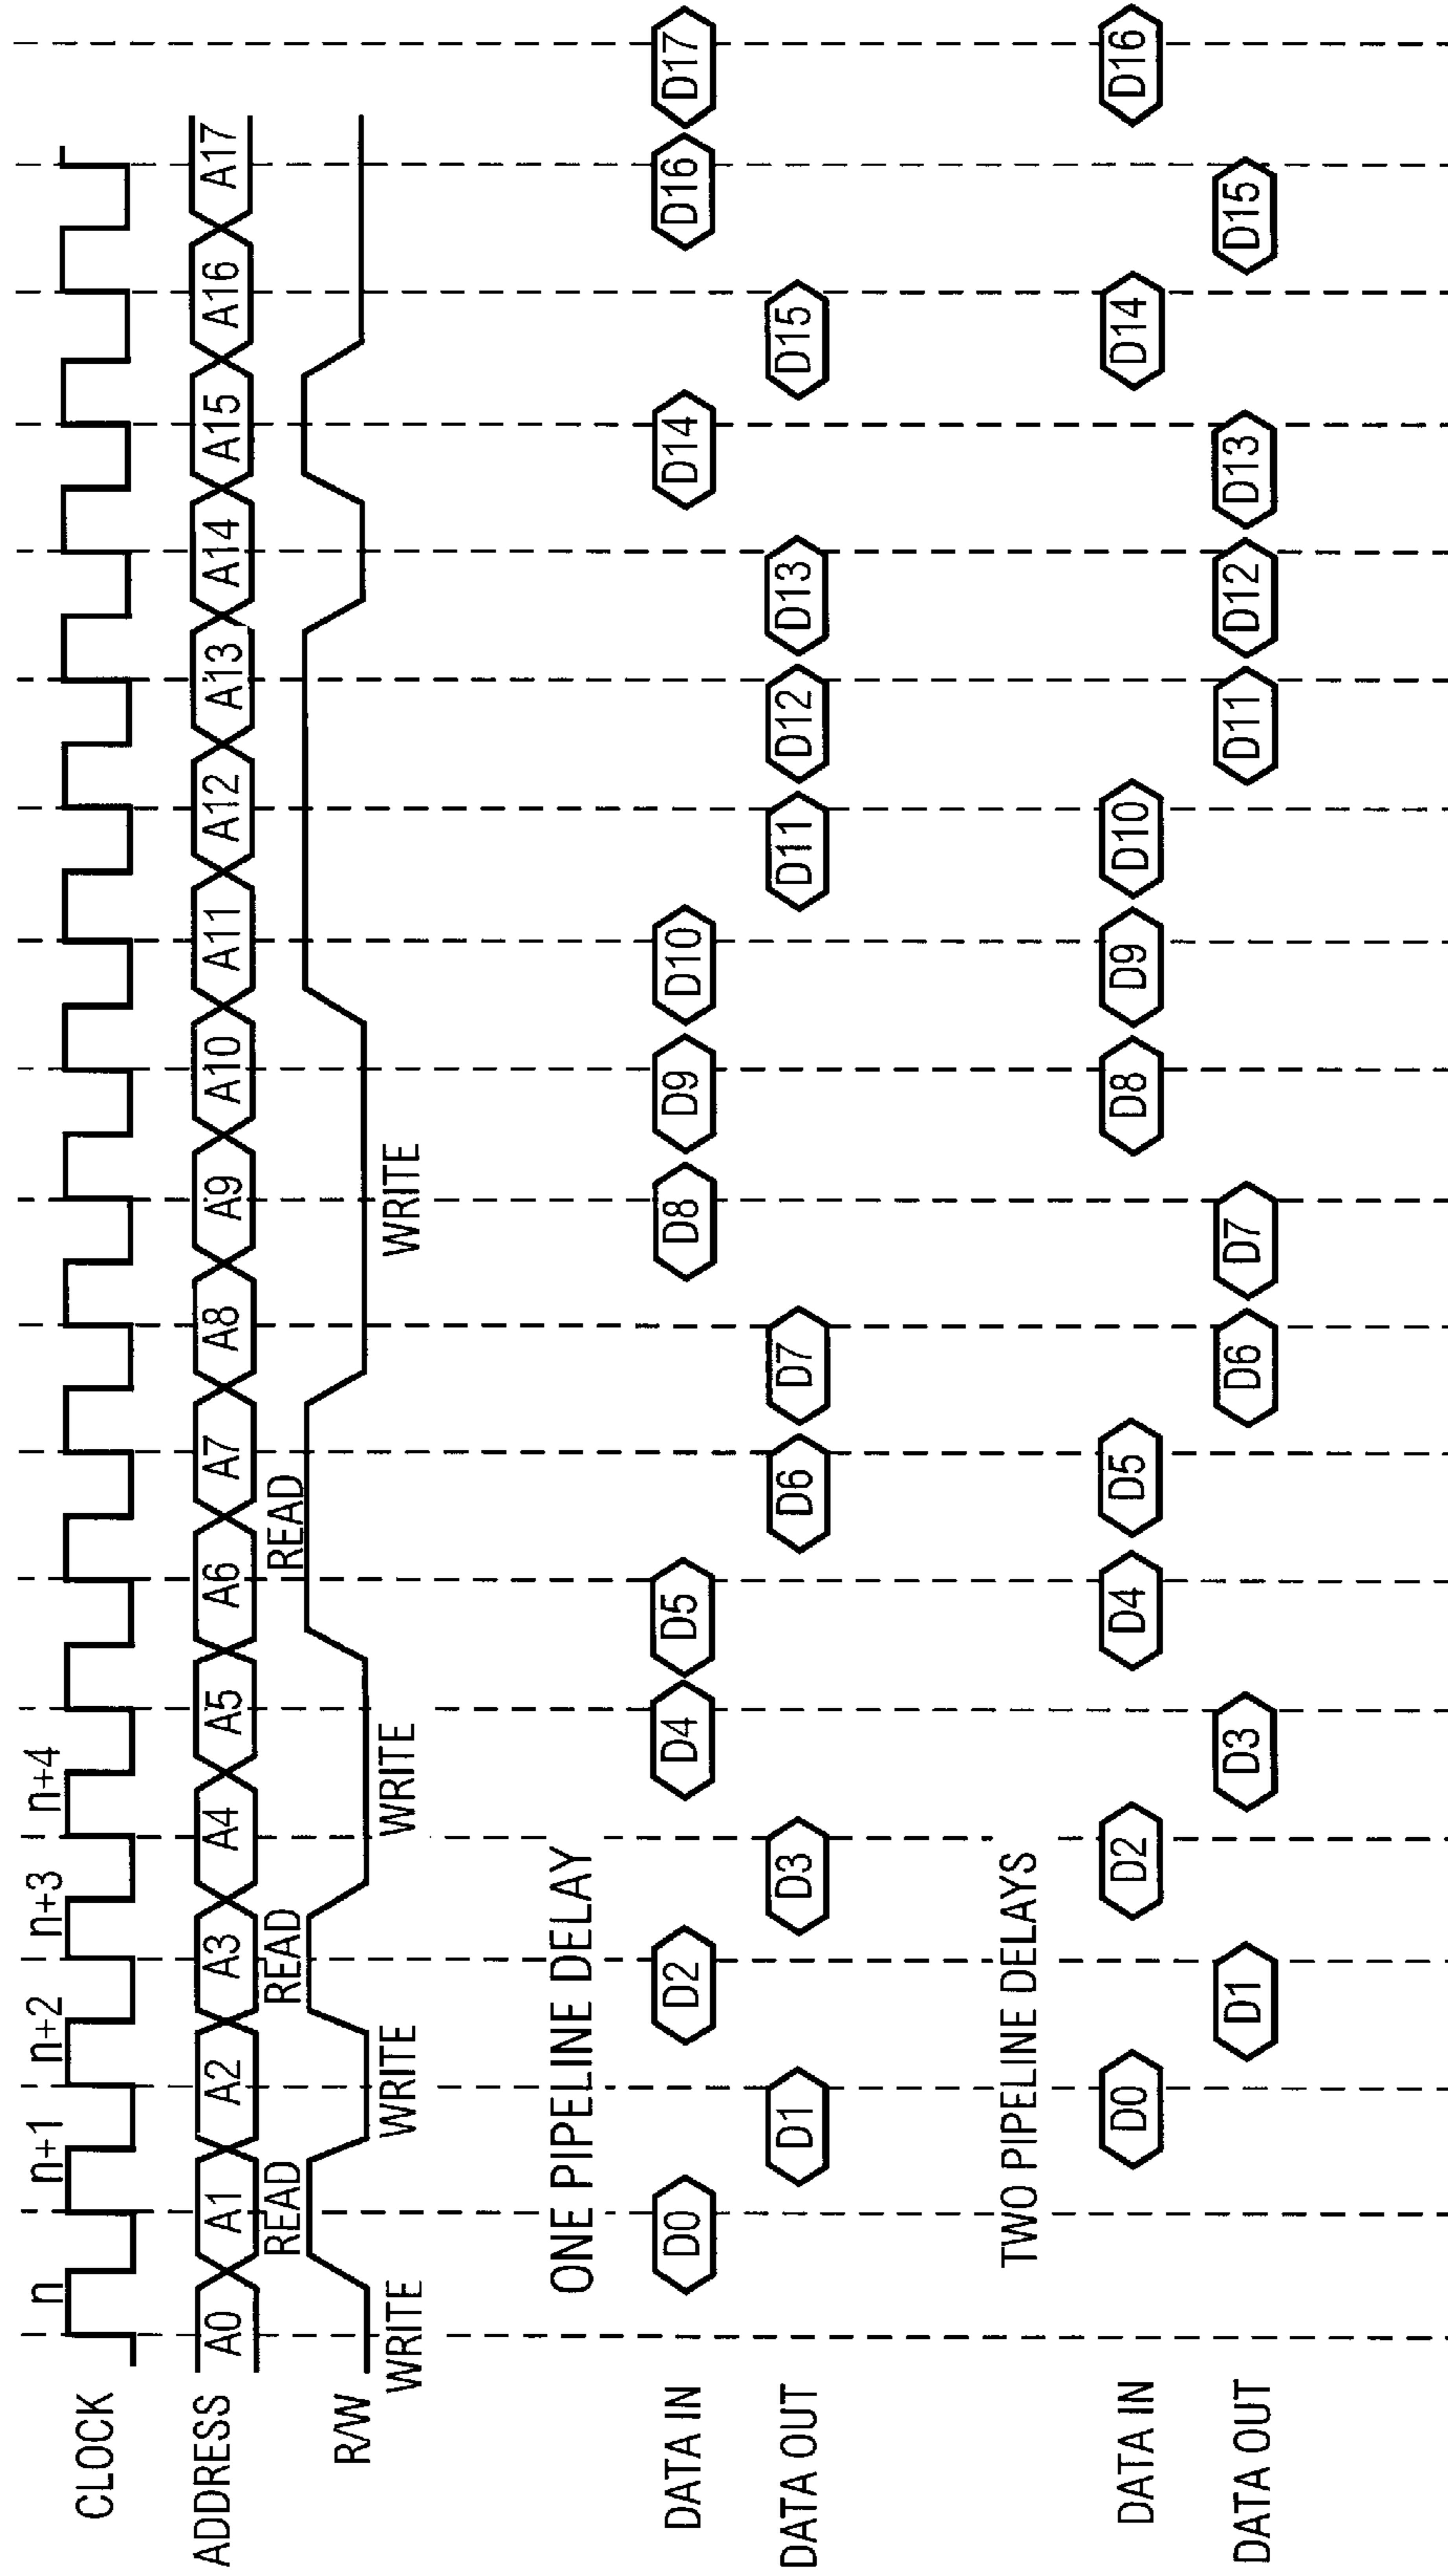 n n+1 n+2 n+3 n+4
CLOCK
ADDRESS A0 A1 A2 A3 A4 A5 A6 A7 A8 A9 A10 A11 A12 A13 A14 A15 A16 A17
READ READ READ
R/W
WRITE WRITE WRITE WRITE
ONE PIPELINE DELAY
DATA IN D0 D2 D4 D5 D8 D9 D10 D14 D16 D17
DATA OUT D1 D3 D6 D7 D11 D12 D13 D15
TWO PIPELINE DELAYS
DATA IN D0 D2 D4 D5 D8 D9 D10 D14 D16
DATA OUT D1 D3 D6 D7 D11 D12 D13 D15